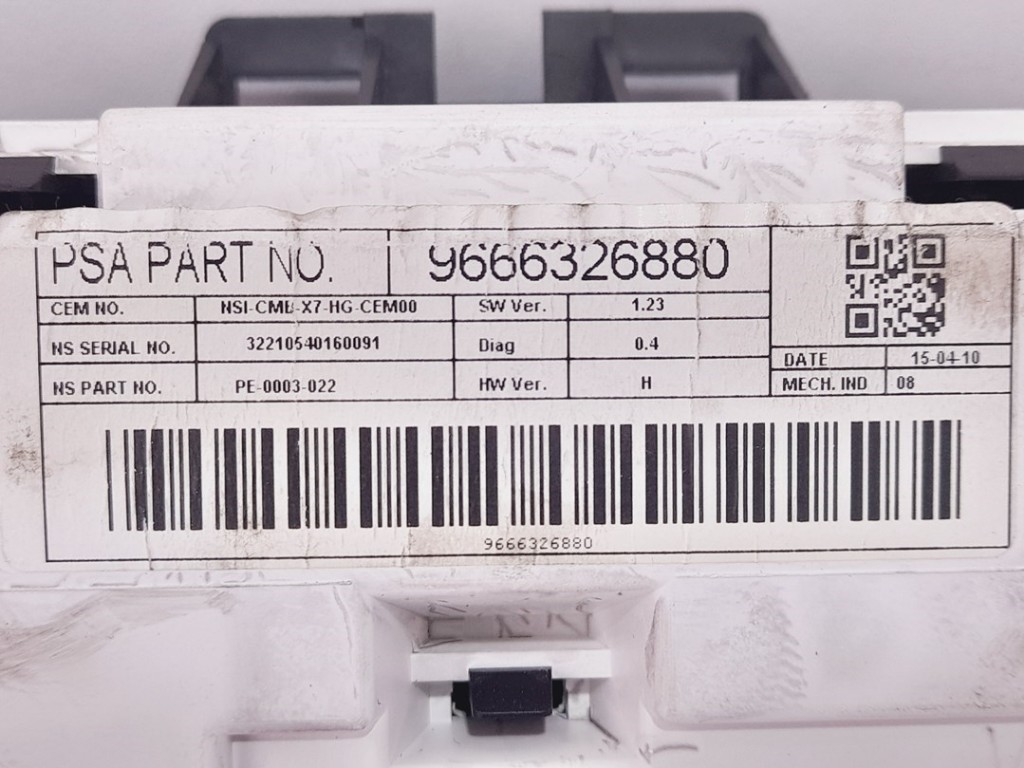 PSA PART NO. 9666326880
CEM NO. NSI-CMB-X7-HG-CEM00 SW Ver. 1.23
NS SERIAL NO. 32210540160091 Diag 0.4
DATE 15-04-10
NS PART NO. PE-0003-022 HW Ver. H
MECH. IND 08
9666326880